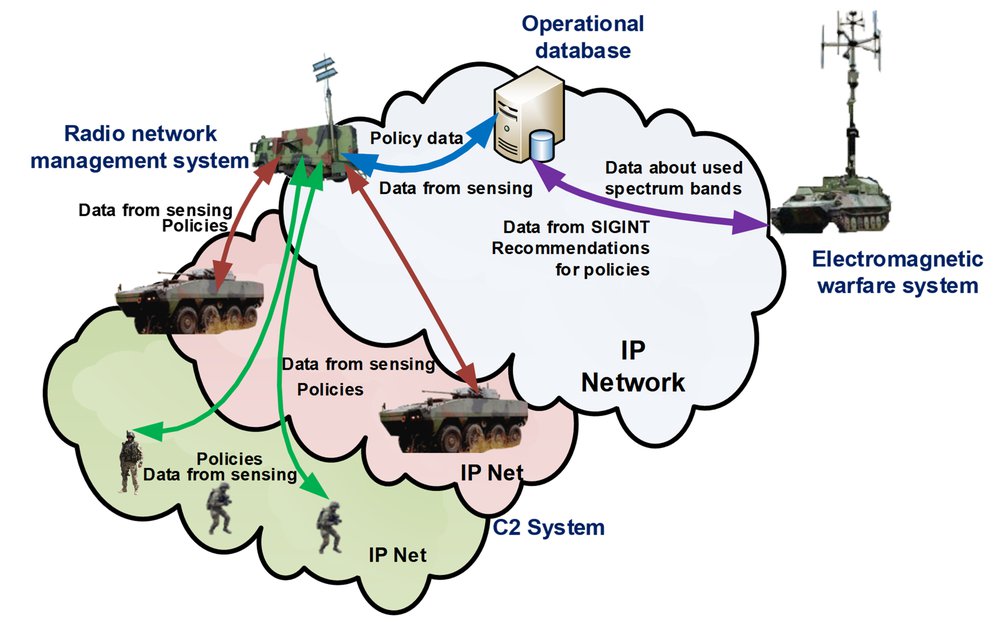 Operational
database
Radio network
management system
Policy data
Data from sensing
Data about used
spectrum bands
Data from sensing
Policies
Data from SIGINT
Recommendations
for policies
Electromagnetic
warfare system
IP
Network
Data from sensing
Policies
Policies
Data from sensing
IP Net
C2 System
IP Net